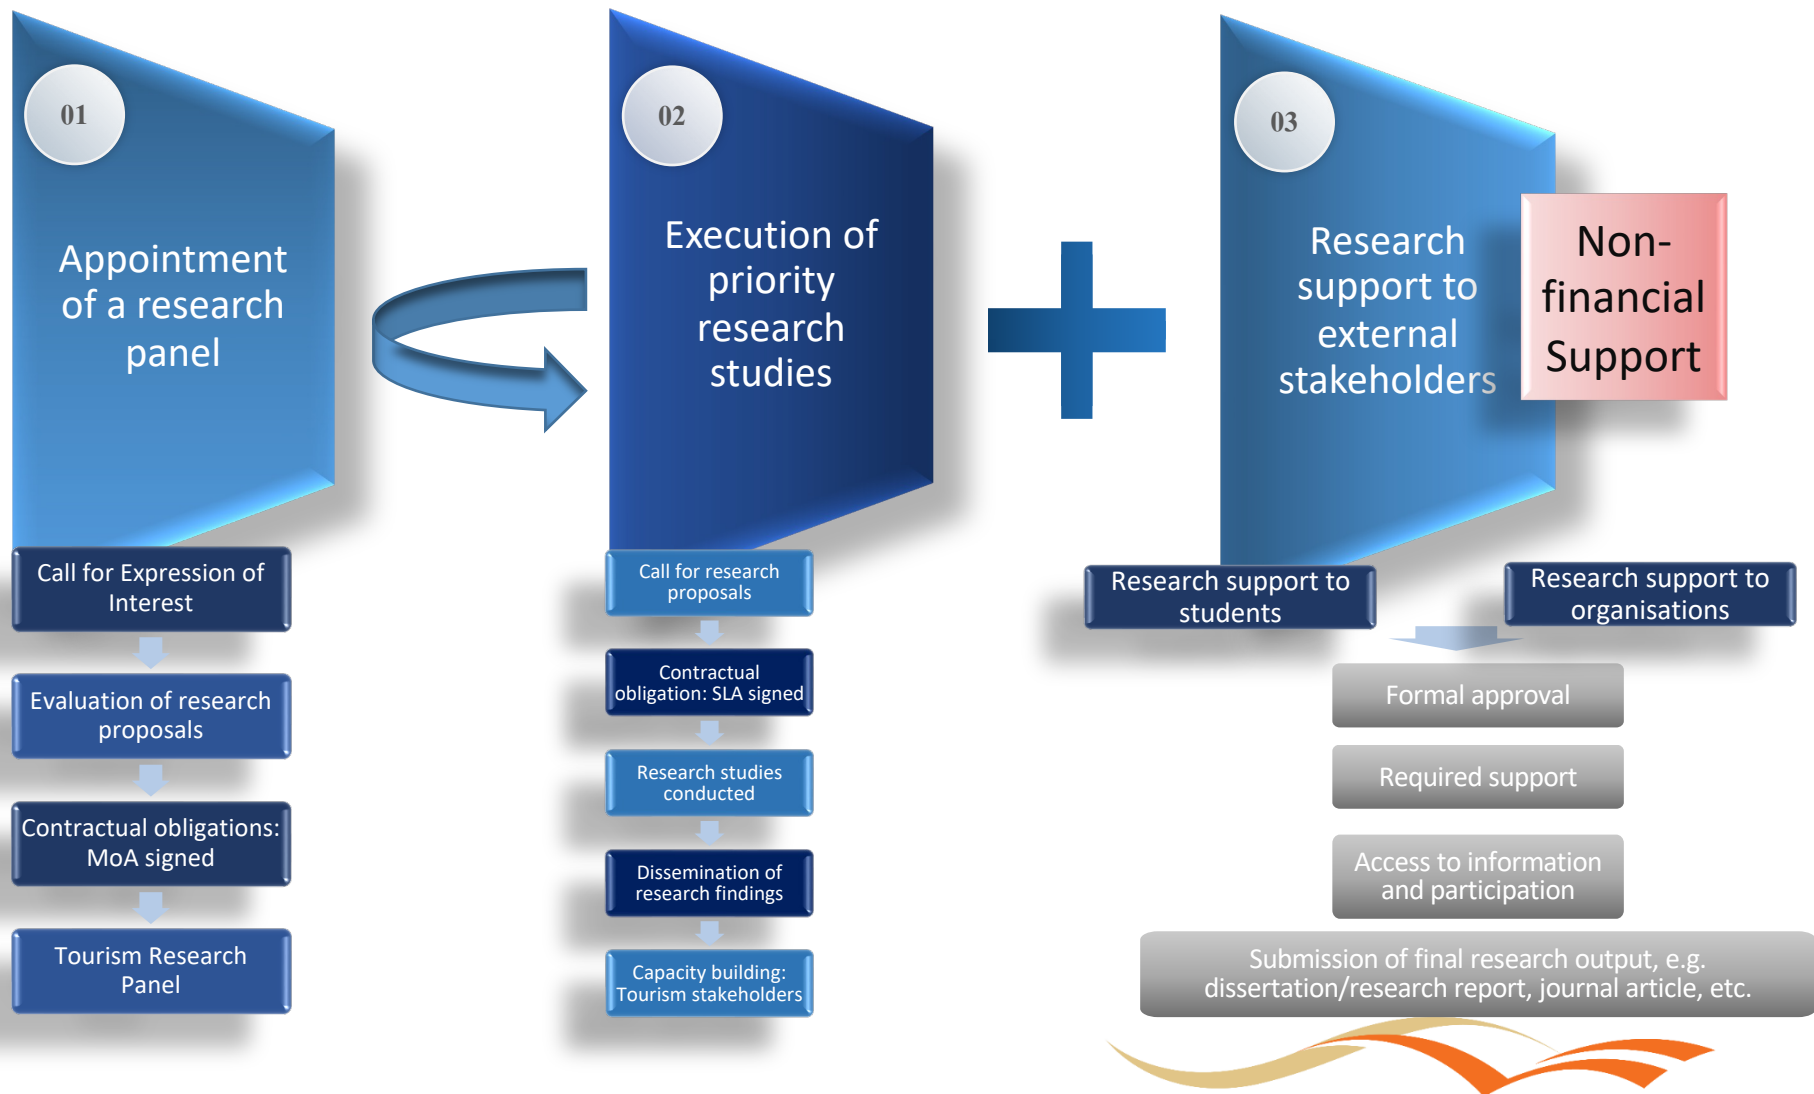 01
Appointment
of a research
panel
Call for Expression of
Interest
Evaluation of research
proposals
Contractual obligations:
MoA signed
Tourism Research
Panel
02
Execution of
priority
research
studies
Call for research
proposals
Contractual
obligation: SLA signed
Research studies
conducted
Dissemination of
research findings
Capacity building:
Tourism stakeholders
03
Research
support to
external
stakeholders
Non-
financial
Support
Research support to
students
Research support to
organisations
Formal approval
Required support
Access to information
and participation
Submission of final research output, e.g.
dissertation/research report, journal article, etc.